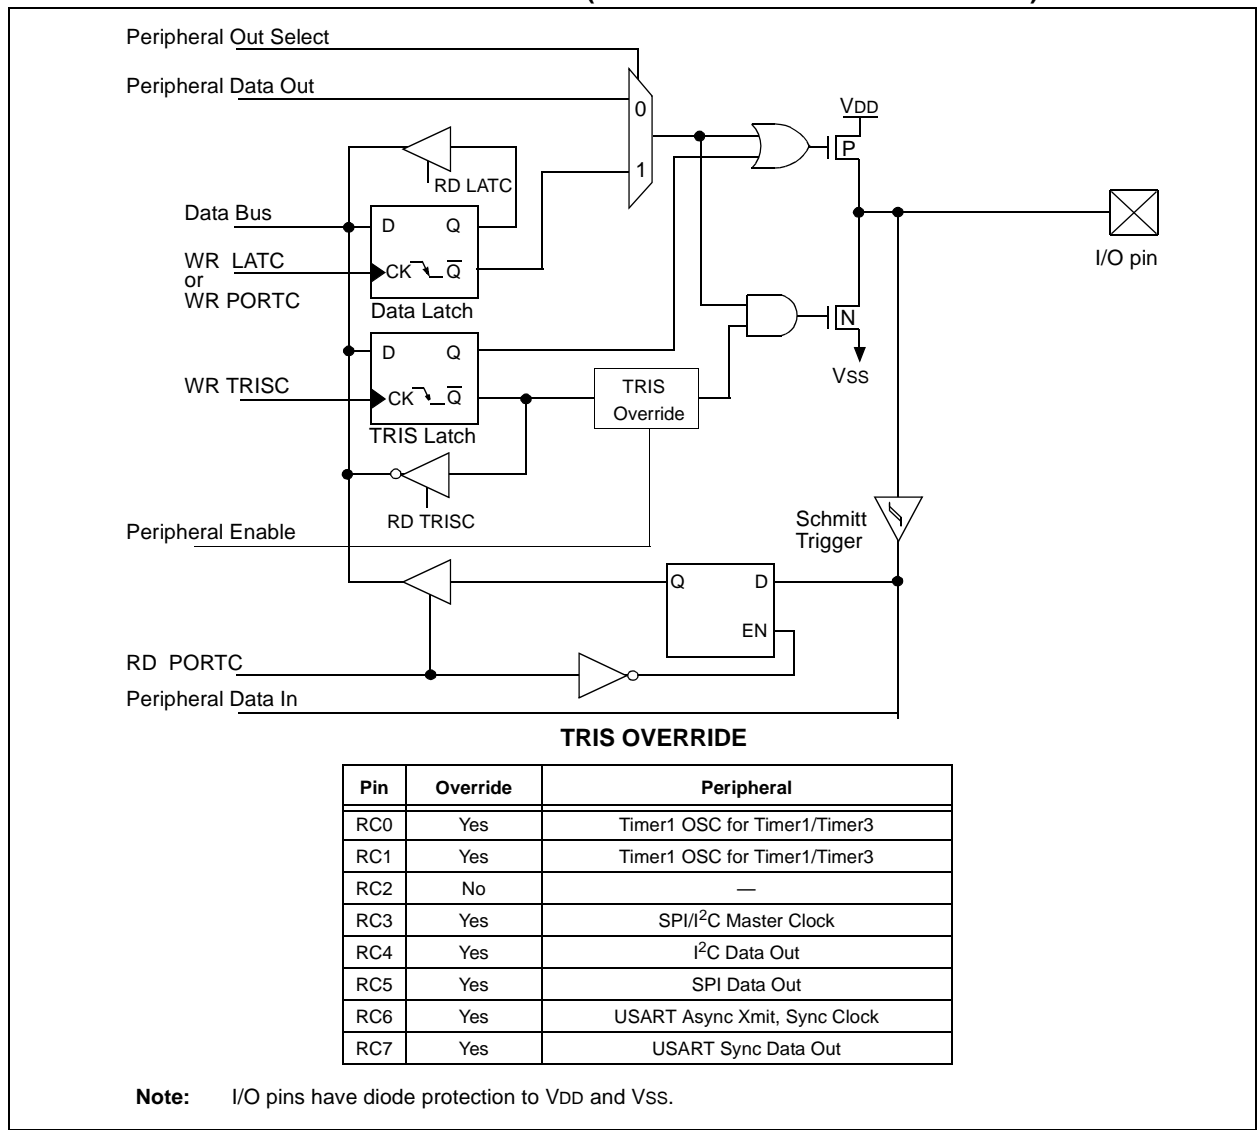 Peripheral Out Select
Peripheral Data Out
0
1
VDD
P
RD LATC
Data Bus
D Q
WR LATC
or
WR PORTC
CK Q̅
Data Latch
I/O pin
N
VSS
D Q
WR TRISC
CK Q̅
TRIS Latch
TRIS
Override
RD TRISC
Peripheral Enable
Schmitt
Trigger
Q D
EN
RD PORTC
Peripheral Data In
TRIS OVERRIDE
Pin Override Peripheral
RC0 Yes Timer1 OSC for Timer1/Timer3
RC1 Yes Timer1 OSC for Timer1/Timer3
RC2 No —
RC3 Yes SPI/I²C Master Clock
RC4 Yes I²C Data Out
RC5 Yes SPI Data Out
RC6 Yes USART Async Xmit, Sync Clock
RC7 Yes USART Sync Data Out
Note: I/O pins have diode protection to VDD and VSS.